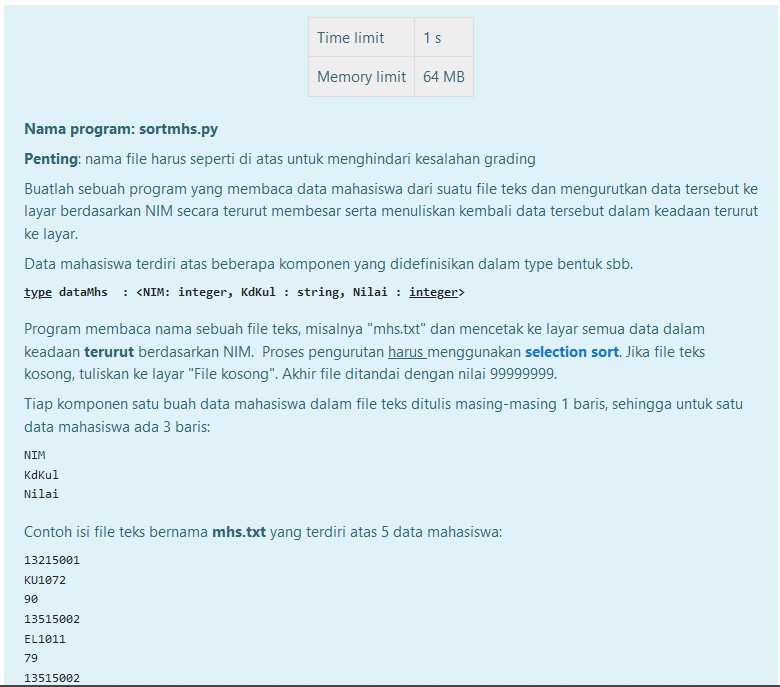 Time limit 1 s
Memory limit 64 MB
Nama program: sortmhs.py
Penting: nama file harus seperti di atas untuk menghindari kesalahan grading
Buatlah sebuah program yang membaca data mahasiswa dari suatu file teks dan mengurutkan data tersebut ke
layar berdasarkan NIM secara terurut membesar serta menuliskan kembali data tersebut dalam keadaan terurut
ke layar.
Data mahasiswa terdiri atas beberapa komponen yang didefinisikan dalam type bentuk sbb.
type dataMhs : <NIM: integer, KdKul : string, Nilai : integer>
Program membaca nama sebuah file teks, misalnya "mhs.txt" dan mencetak ke layar semua data dalam
keadaan terurut berdasarkan NIM. Proses pengurutan harus menggunakan selection sort. Jika file teks
kosong, tuliskan ke layar "File kosong". Akhir file ditandai dengan nilai 99999999.
Tiap komponen satu buah data mahasiswa dalam file teks ditulis masing-masing 1 baris, sehingga untuk satu
data mahasiswa ada 3 baris:
NIM
KdKul
Nilai
Contoh isi file teks bernama mhs.txt yang terdiri atas 5 data mahasiswa:
13215001
KU1072
90
13515002
EL1011
79
13515002